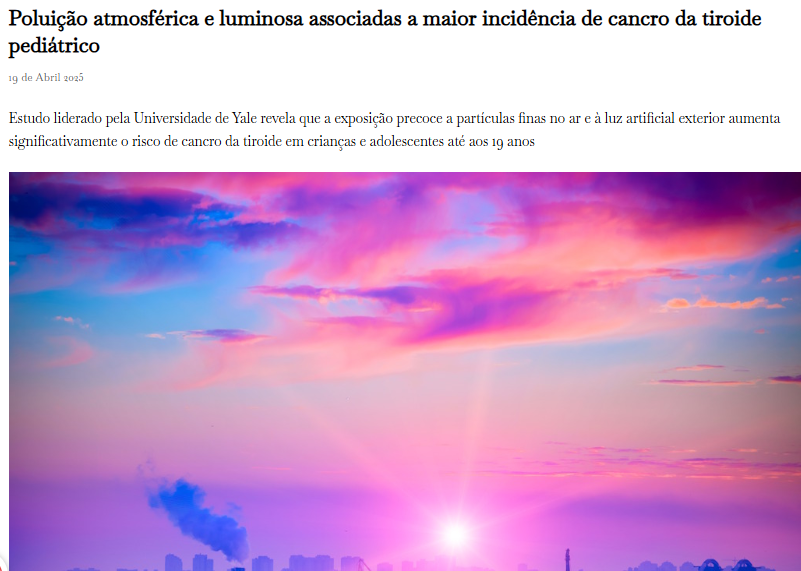 Poluição atmosférica e luminosa associadas a maior incidência de cancro da tiroide
pediátrico
19 de Abril 2025
Estudo liderado pela Universidade de Yale revela que a exposição precoce a partículas finas no ar e à luz artificial exterior aumenta
significativamente o risco de cancro da tiroide em crianças e adolescentes até aos 19 anos